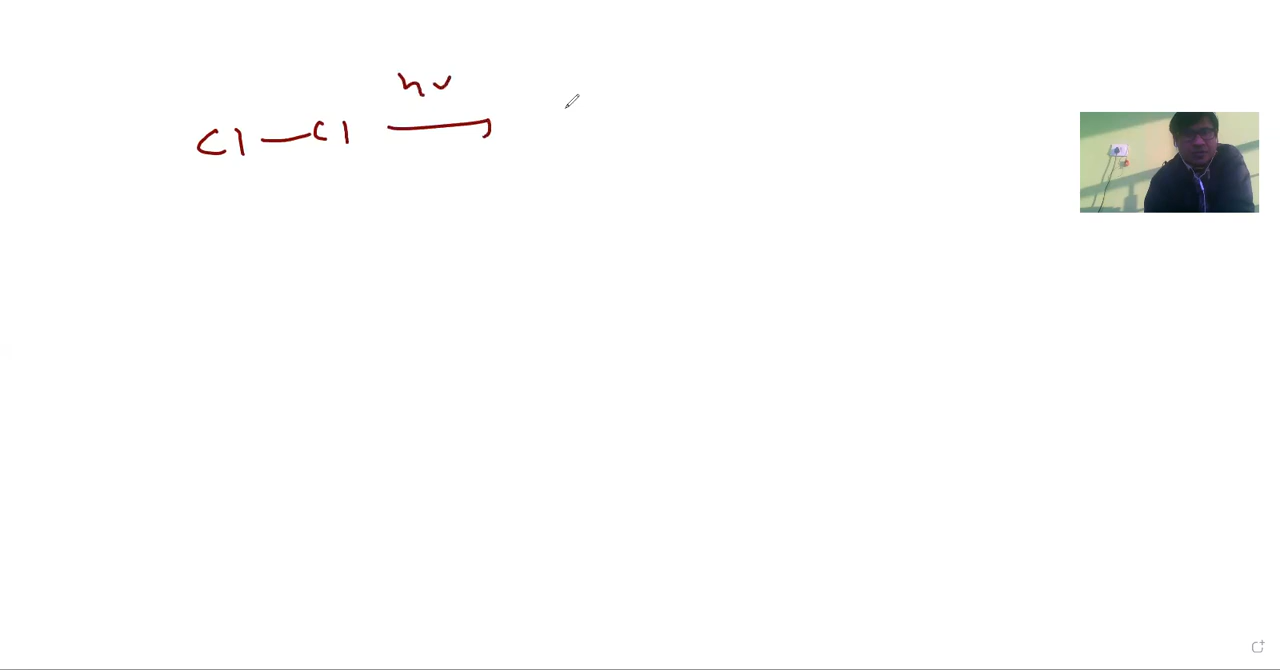 hν
Cl—Cl →